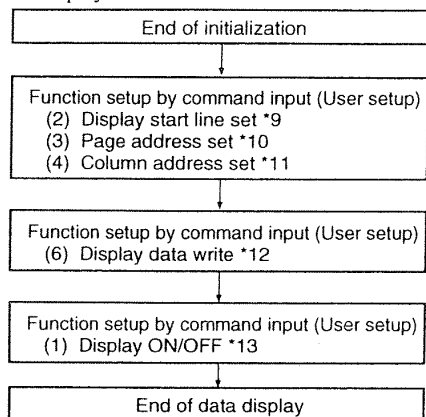 End of initialization
Function setup by command input (User setup)
(2) Display start line set *9
(3) Page address set *10
(4) Column address set *11
Function setup by command input (User setup)
(6) Display data write *12
Function setup by command input (User setup)
(1) Display ON/OFF *13
End of data display